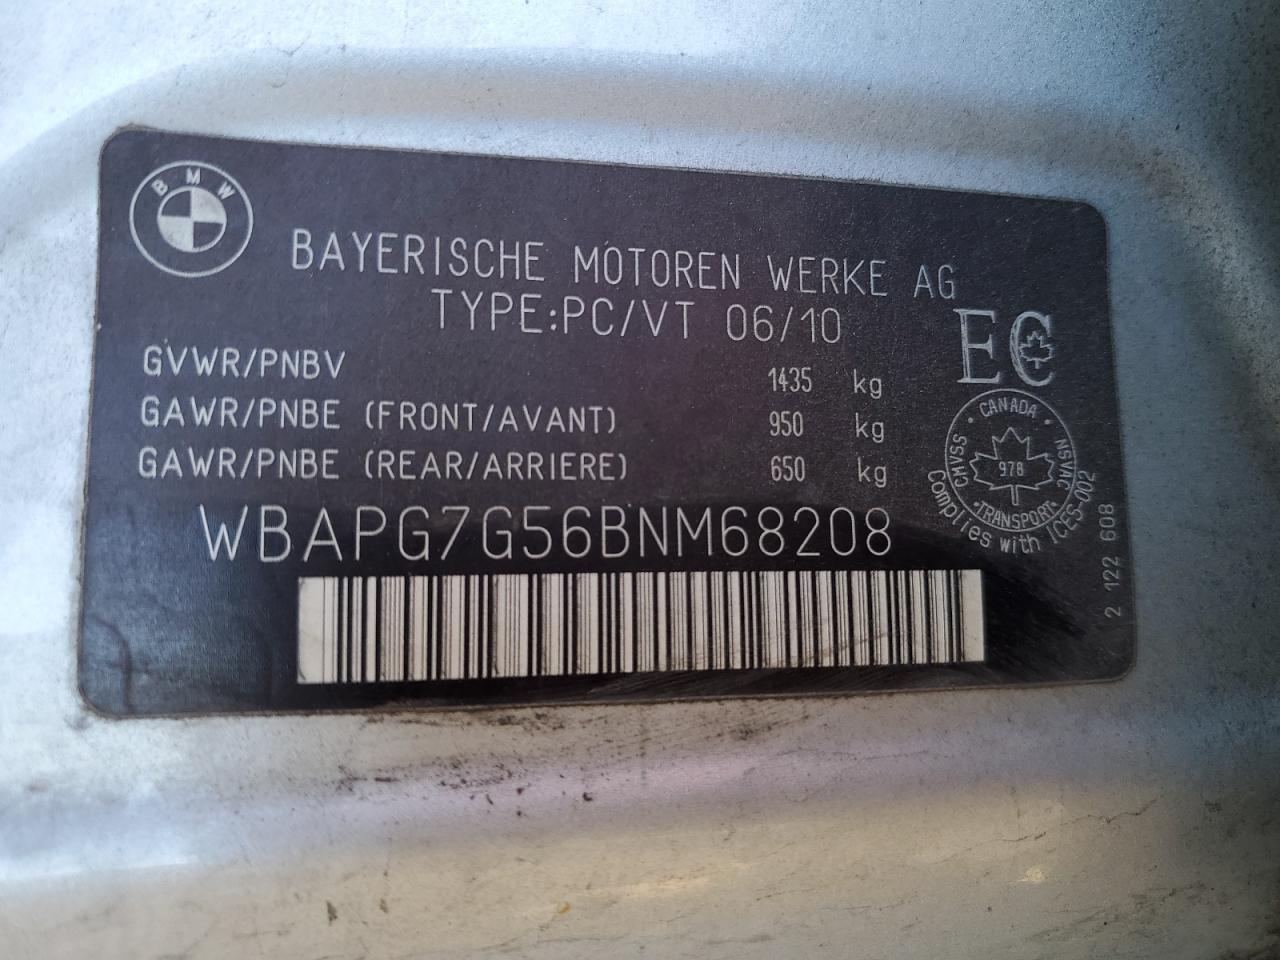 BMW
BAYERISCHE MOTOREN WERKE AG
TYPE:PC/VT 06/10
GVWR/PNBV 1435 kg
GAWR/PNBE (FRONT/AVANT) 950 kg
GAWR/PNBE (REAR/ARRIERE) 650 kg
WBAPG7G56BNM68208
EC
CANADA
CMVSS
NSVAC
978
TRANSPORT
Complies with ICES-002
2 122 608